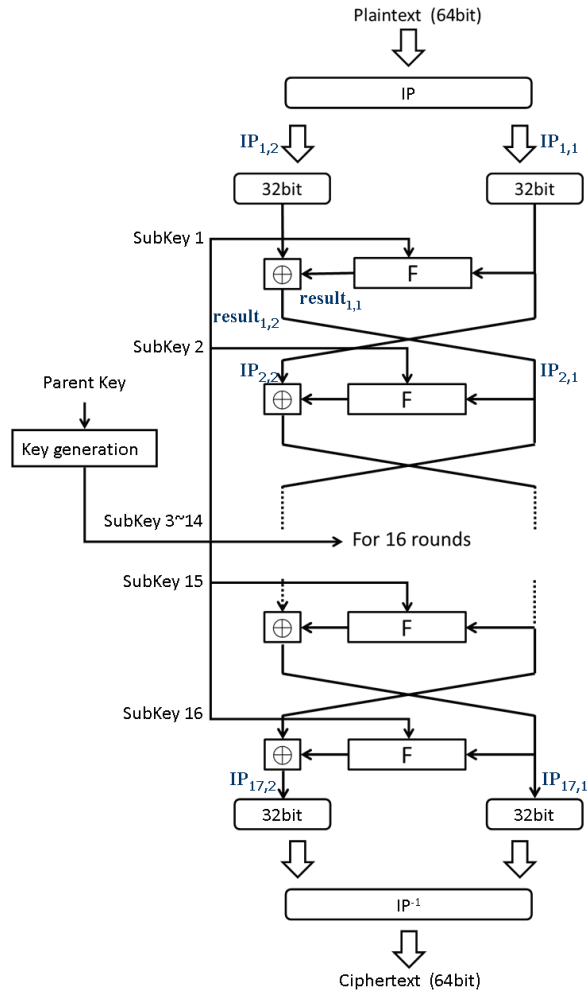 Plaintext (64bit)
IP
IP1,2
IP1,1
32bit
32bit
SubKey 1
⊕
F
result1,1
result1,2
SubKey 2
IP2,2
IP2,1
Parent Key
⊕
F
Key generation
SubKey 3~14
For 16 rounds
SubKey 15
⊕
F
SubKey 16
⊕
F
IP17,2
IP17,1
32bit
32bit
IP-1
Ciphertext (64bit)